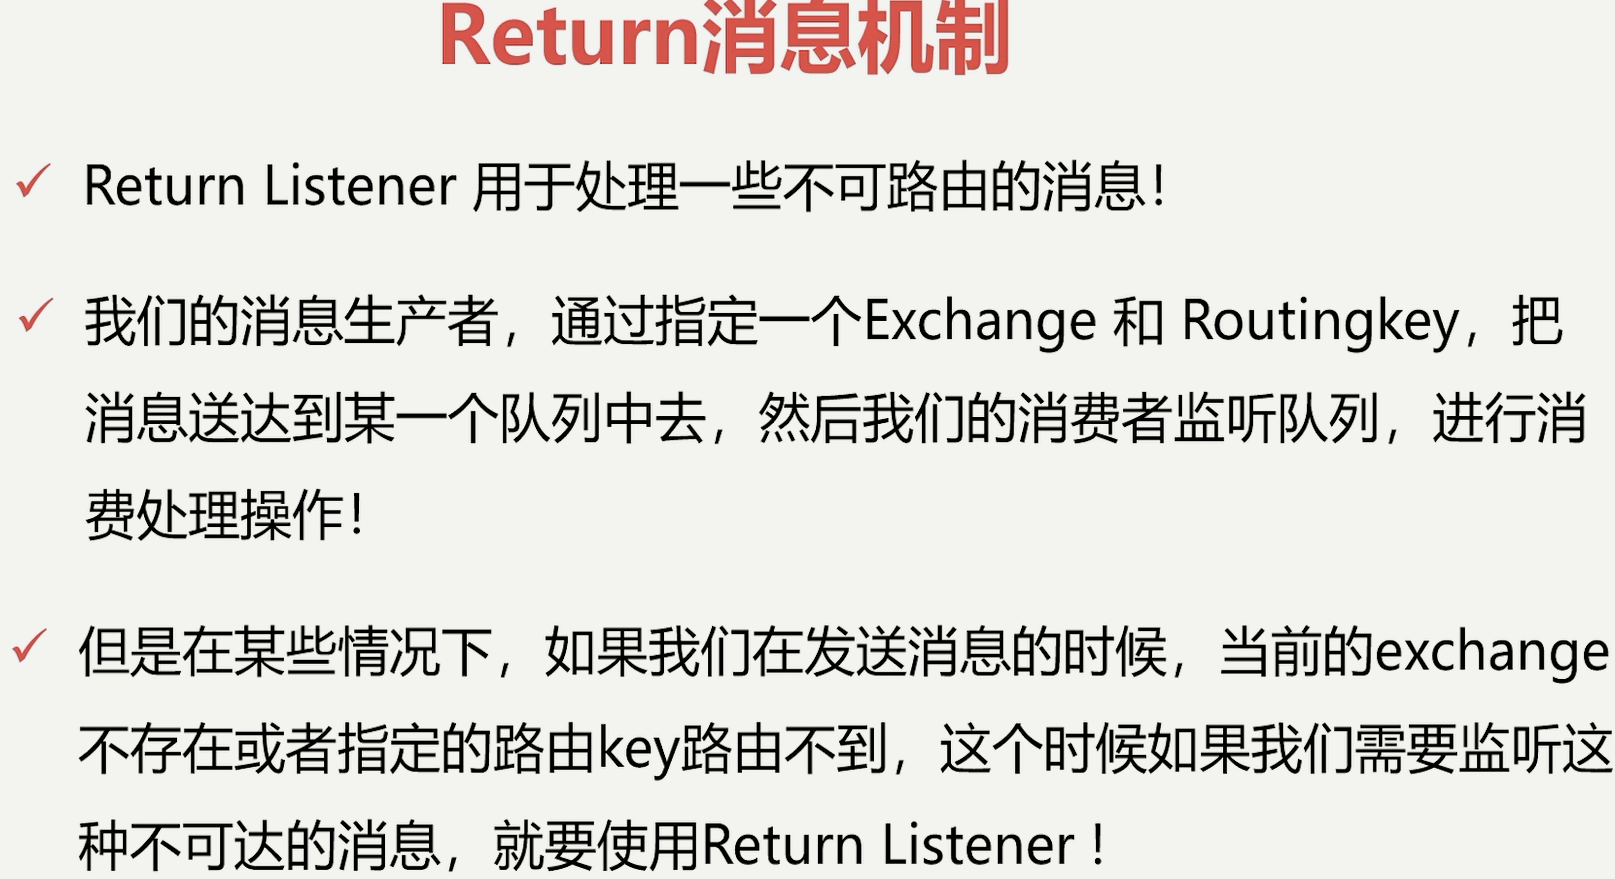 Return消息机制
✓ Return Listener 用于处理一些不可路由的消息！
✓ 我们的消息生产者，通过指定一个Exchange 和 Routingkey，把
消息送达到某一个队列中去，然后我们的消费者监听队列，进行消
费处理操作！
✓ 但是在某些情况下，如果我们在发送消息的时候，当前的exchange
不存在或者指定的路由key路由不到，这个时候如果我们需要监听这
种不可达的消息，就要使用Return Listener！